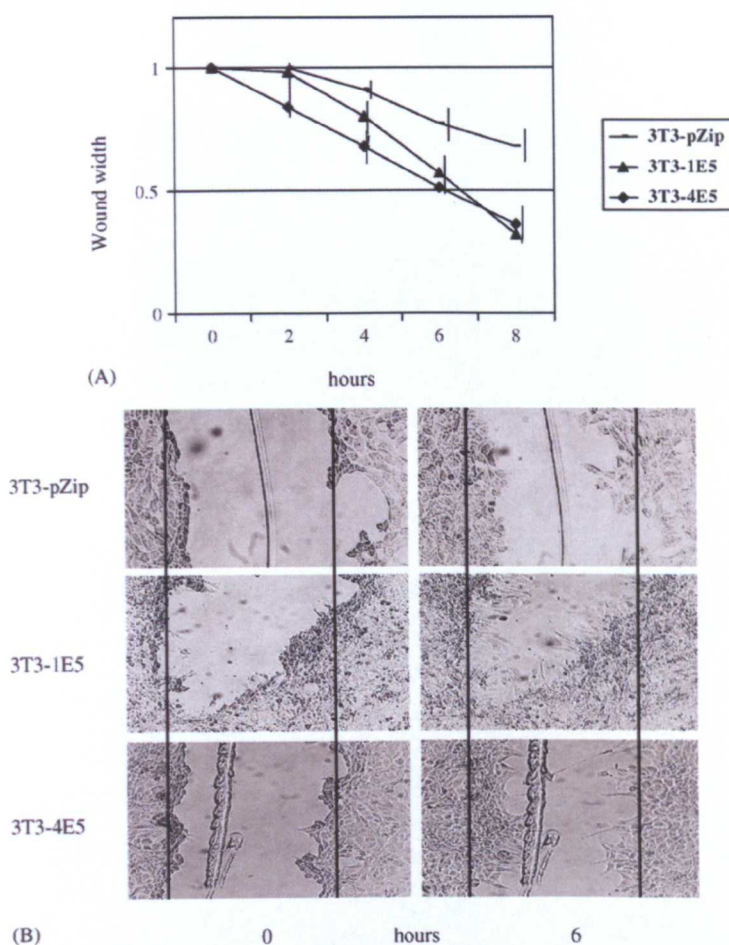 1
0.5
0
Wound width
0 2 4 6 8
hours
3T3-pZip
3T3-1E5
3T3-4E5
(A)
3T3-pZip
3T3-1E5
3T3-4E5
(B)
0 hours 6